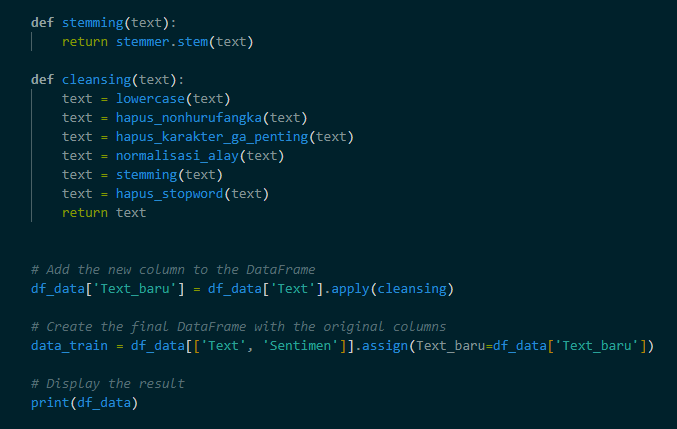 def stemming(text):
    return stemmer.stem(text)
def cleansing(text):
    text = lowercase(text)
    text = hapus_nonhurufangka(text)
    text = hapus_karakter_ga_penting(text)
    text = normalisasi_alay(text)
    text = stemming(text)
    text = hapus_stopword(text)
    return text
# Add the new column to the DataFrame
df_data['Text_baru'] = df_data['Text'].apply(cleansing)
# Create the final DataFrame with the original columns
data_train = df_data[['Text', 'Sentimen']].assign(Text_baru=df_data['Text_baru'])
# Display the result
print(df_data)